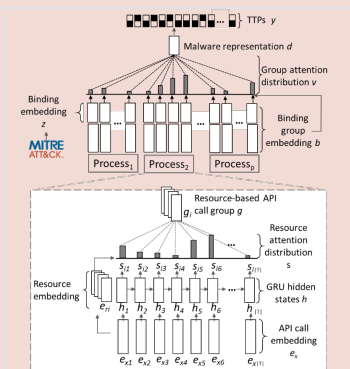 TTPs y
Malware representation d
Group attention
distribution v
Binding
embedding
z
MITRE
ATT&CK
Binding
group
embedding b
Process1 Process2 Processp
Resource-based API
call group g
gi
Resource
attention
distribution
s
si1 si2 si3 si4 si5 si6 si|T|
Resource
embedding
eri
h1 h2 h3 h4 h5 h6 h|T|
GRU hidden
states h
API call
embedding
ex
ex1 ex2 ex3 ex4 ex5 ex6 ex|T|